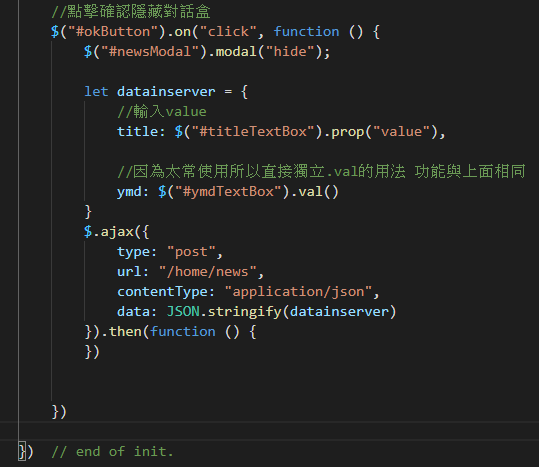 //點擊確認隱藏對話盒
$("#okButton").on("click", function () {
$("#newsModal").modal("hide");
let datainserver = {
//輸入value
title: $("#titleTextBox").prop("value"),
//因為太常使用所以直接獨立.val的用法 功能與上面相同
ymd: $("#ymdTextBox").val()
}
$.ajax({
type: "post",
url: "/home/news",
contentType: "application/json",
data: JSON.stringify(datainserver)
}).then(function () {
})
})
}) // end of init.